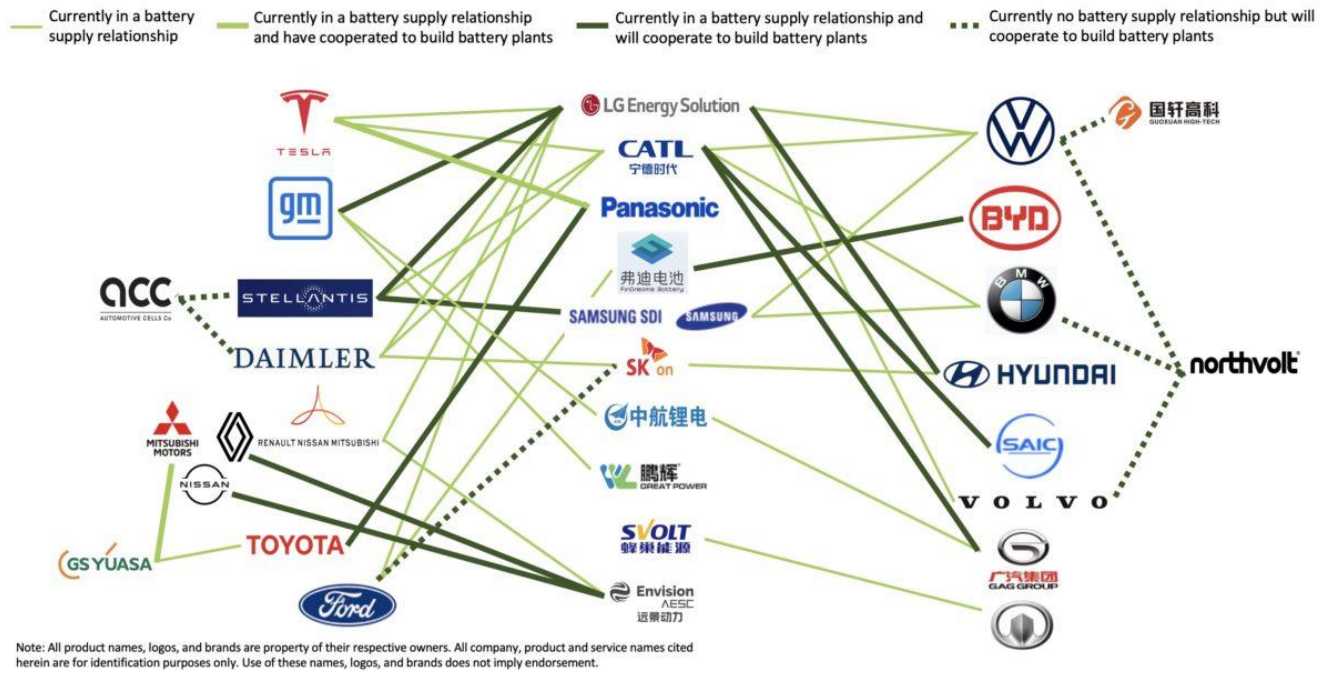 Currently in a battery
supply relationship
Currently in a battery supply relationship
and have cooperated to build battery plants
Currently in a battery supply relationship and
will cooperate to build battery plants
Currently no battery supply relationship but will
cooperate to build battery plants
TESLA
LG Energy Solution
国轩高科
GUOXUAN HIGH-TECH
CATL
宁德时代
gm
Panasonic
BYD
弗迪电池
FinDreams Battery
BMW
acc
AUTOMOTIVE CELLS Co
STELLANTIS
SAMSUNG SDI
SAMSUNG
DAIMLER
SK on
HYUNDAI
northvolt
中航锂电
MITSUBISHI
MOTORS
RENAULT NISSAN MITSUBISHI
SAIC
NISSAN
鹏辉
GREAT POWER
VOLVO
SVOLT
蜂巢能源
GS YUASA
TOYOTA
广汽集团
GAG GROUP
Ford
Envision
AESC
远景动力
Note: All product names, logos, and brands are property of their respective owners. All company, product and service names cited
herein are for identification purposes only. Use of these names, logos, and brands does not imply endorsement.